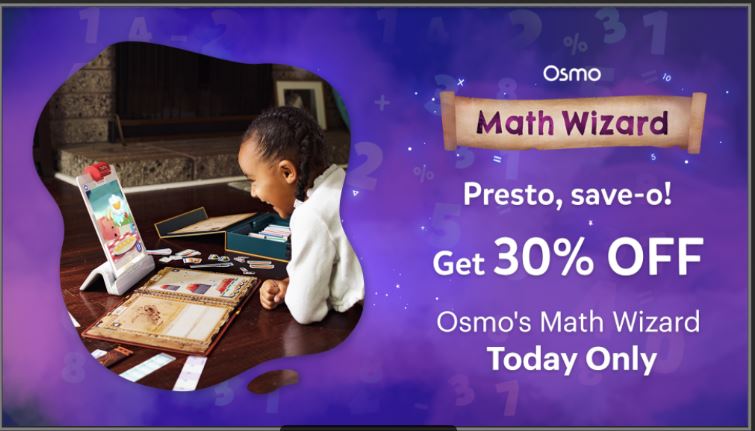 Osmo
Math Wizard
Presto, save-o!
Get 30% OFF
Osmo's Math Wizard
Today Only